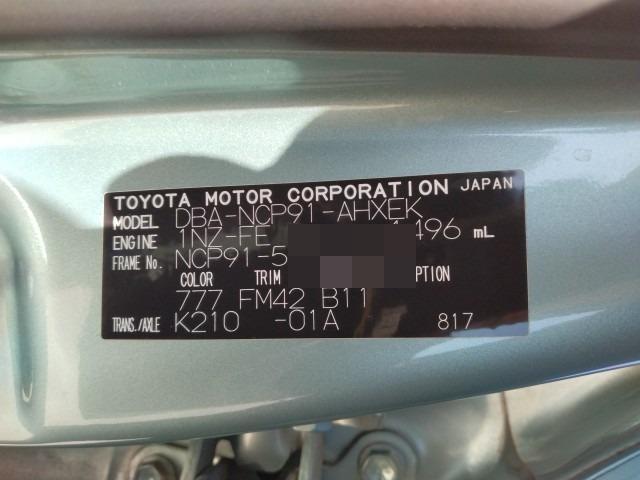 TOYOTA MOTOR CORPORATION JAPAN
MODEL DBA-NCP91-AHXEK
ENGINE 1NZ-FE 1496 mL
FRAME No. NCP91-5
COLOR TRIM PTION
777 FM42 B11
TRANS./AXLE K210 -01A 817